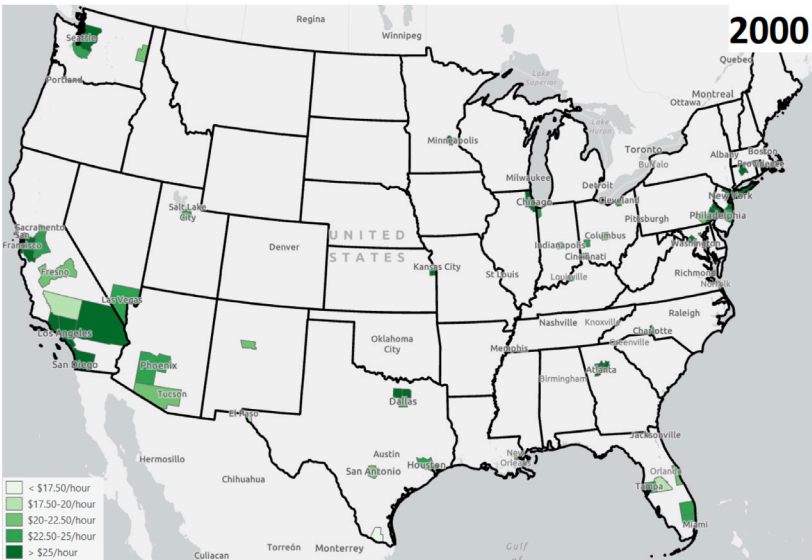 2000
Regina
Winnipeg
Seattle
Portland
Lake
Superior
Quebec
Montreal
Ottawa
Minneapolis
Lake
Huron
Toronto
Buffalo
Albany
Boston
Providence
Milwaukee
Detroit
Chicago
Cleveland
New York
Salt Lake
City
Pittsburgh
Philadelphia
Sacramento
San
Francisco
UNITED
STATES
Denver
Columbus
Indianapolis
Cincinnati
Washington
Kansas City
St Louis
Louisville
Richmond
Norfolk
Fresno
Las Vegas
Nashville
Knoxville
Raleigh
Charlotte
Greenville
Los Angeles
Oklahoma
City
Memphis
San Diego
Phoenix
Tucson
Birmingham
Atlanta
Dallas
El Paso
Jacksonville
Hermosillo
Chihuahua
Austin
San Antonio
Houston
New
Orleans
Orlando
Tampa
Miami
Torreón
Monterrey
Culiacan
Gulf
of
< $17.50/hour
$17.50-20/hour
$20-22.50/hour
$22.50-25/hour
> $25/hour